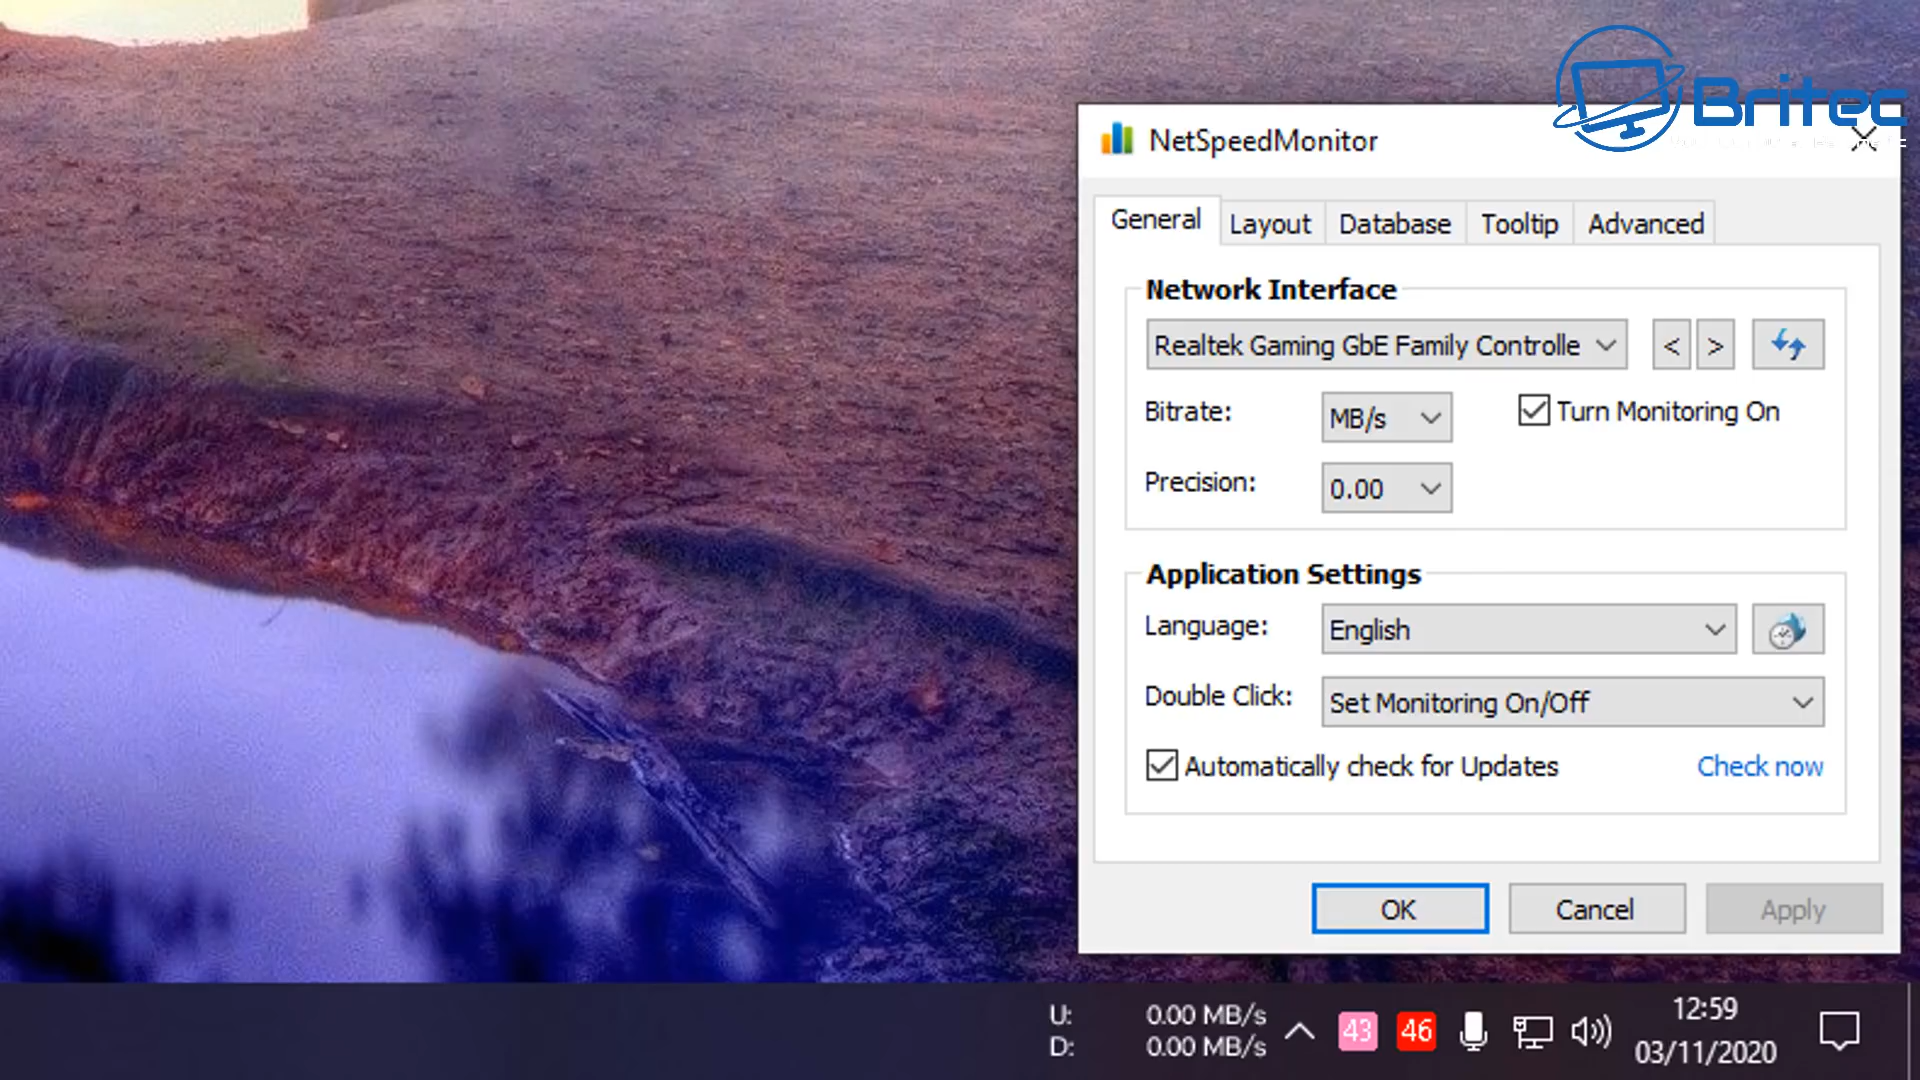 Britec
NetSpeedMonitor
General Layout Database Tooltip Advanced
Network Interface
Realtek Gaming GbE Family Controlle < >
Bitrate: MB/s Turn Monitoring On
Precision: 0.00
Application Settings
Language: English
Double Click: Set Monitoring On/Off
Automatically check for Updates Check now
OK Cancel Apply
U: 0.00 MB/s
D: 0.00 MB/s
43 46
12:59
03/11/2020